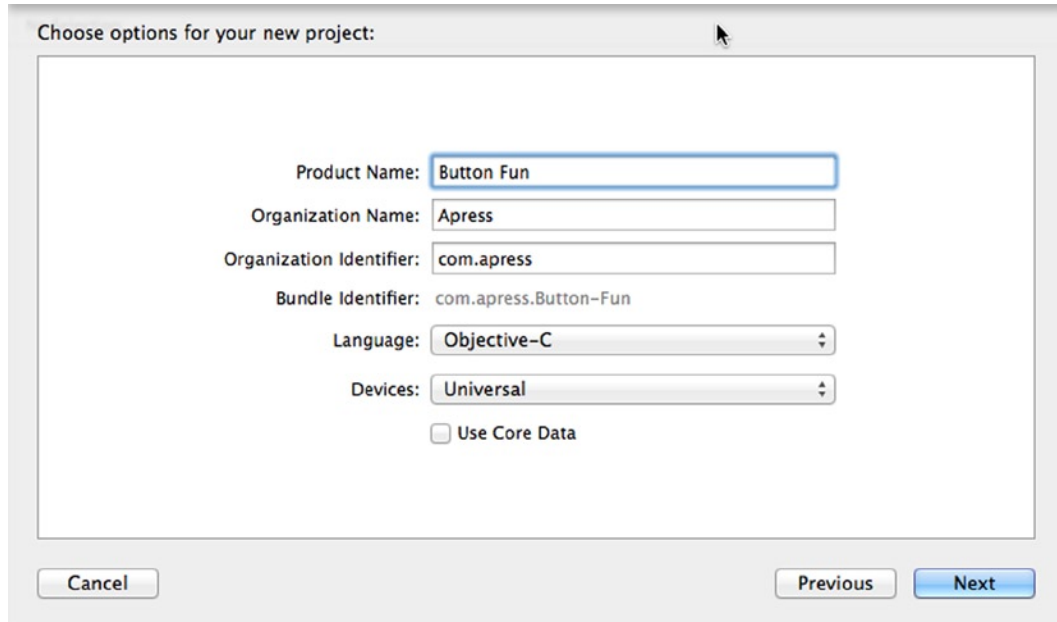 Choose options for your new project:
Product Name: Button Fun
Organization Name: Apress
Organization Identifier: com.apress
Bundle Identifier: com.apress.Button-Fun
Language: Objective-C
Devices: Universal
Use Core Data
Cancel Previous Next